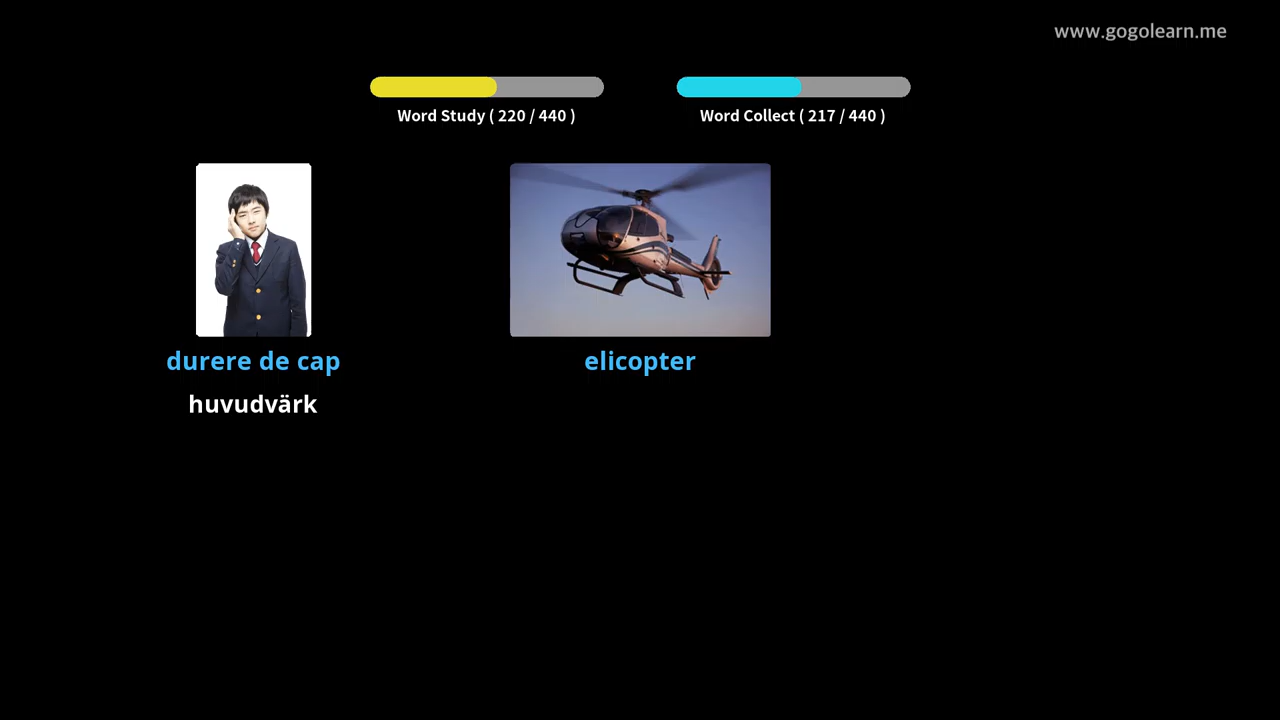 www.gogolearn.me
Word Study ( 220 / 440 )
Word Collect ( 217 / 440 )
durere de cap
elicopter
huvudvärk